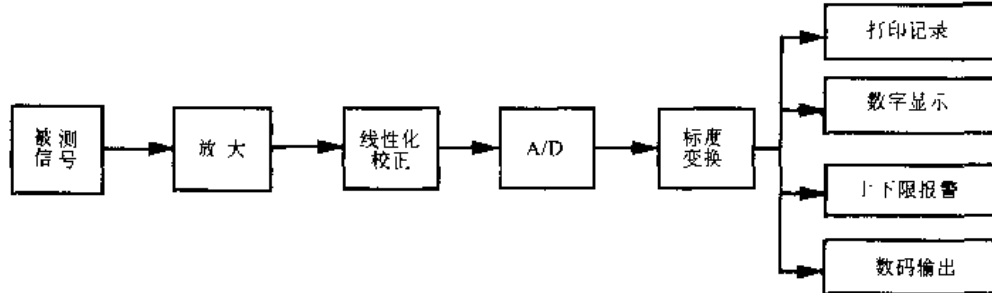 被测
信号
放大
线性化
校正
A/D
标度
变换
打印记录
数字显示
上下限报警
数码输出